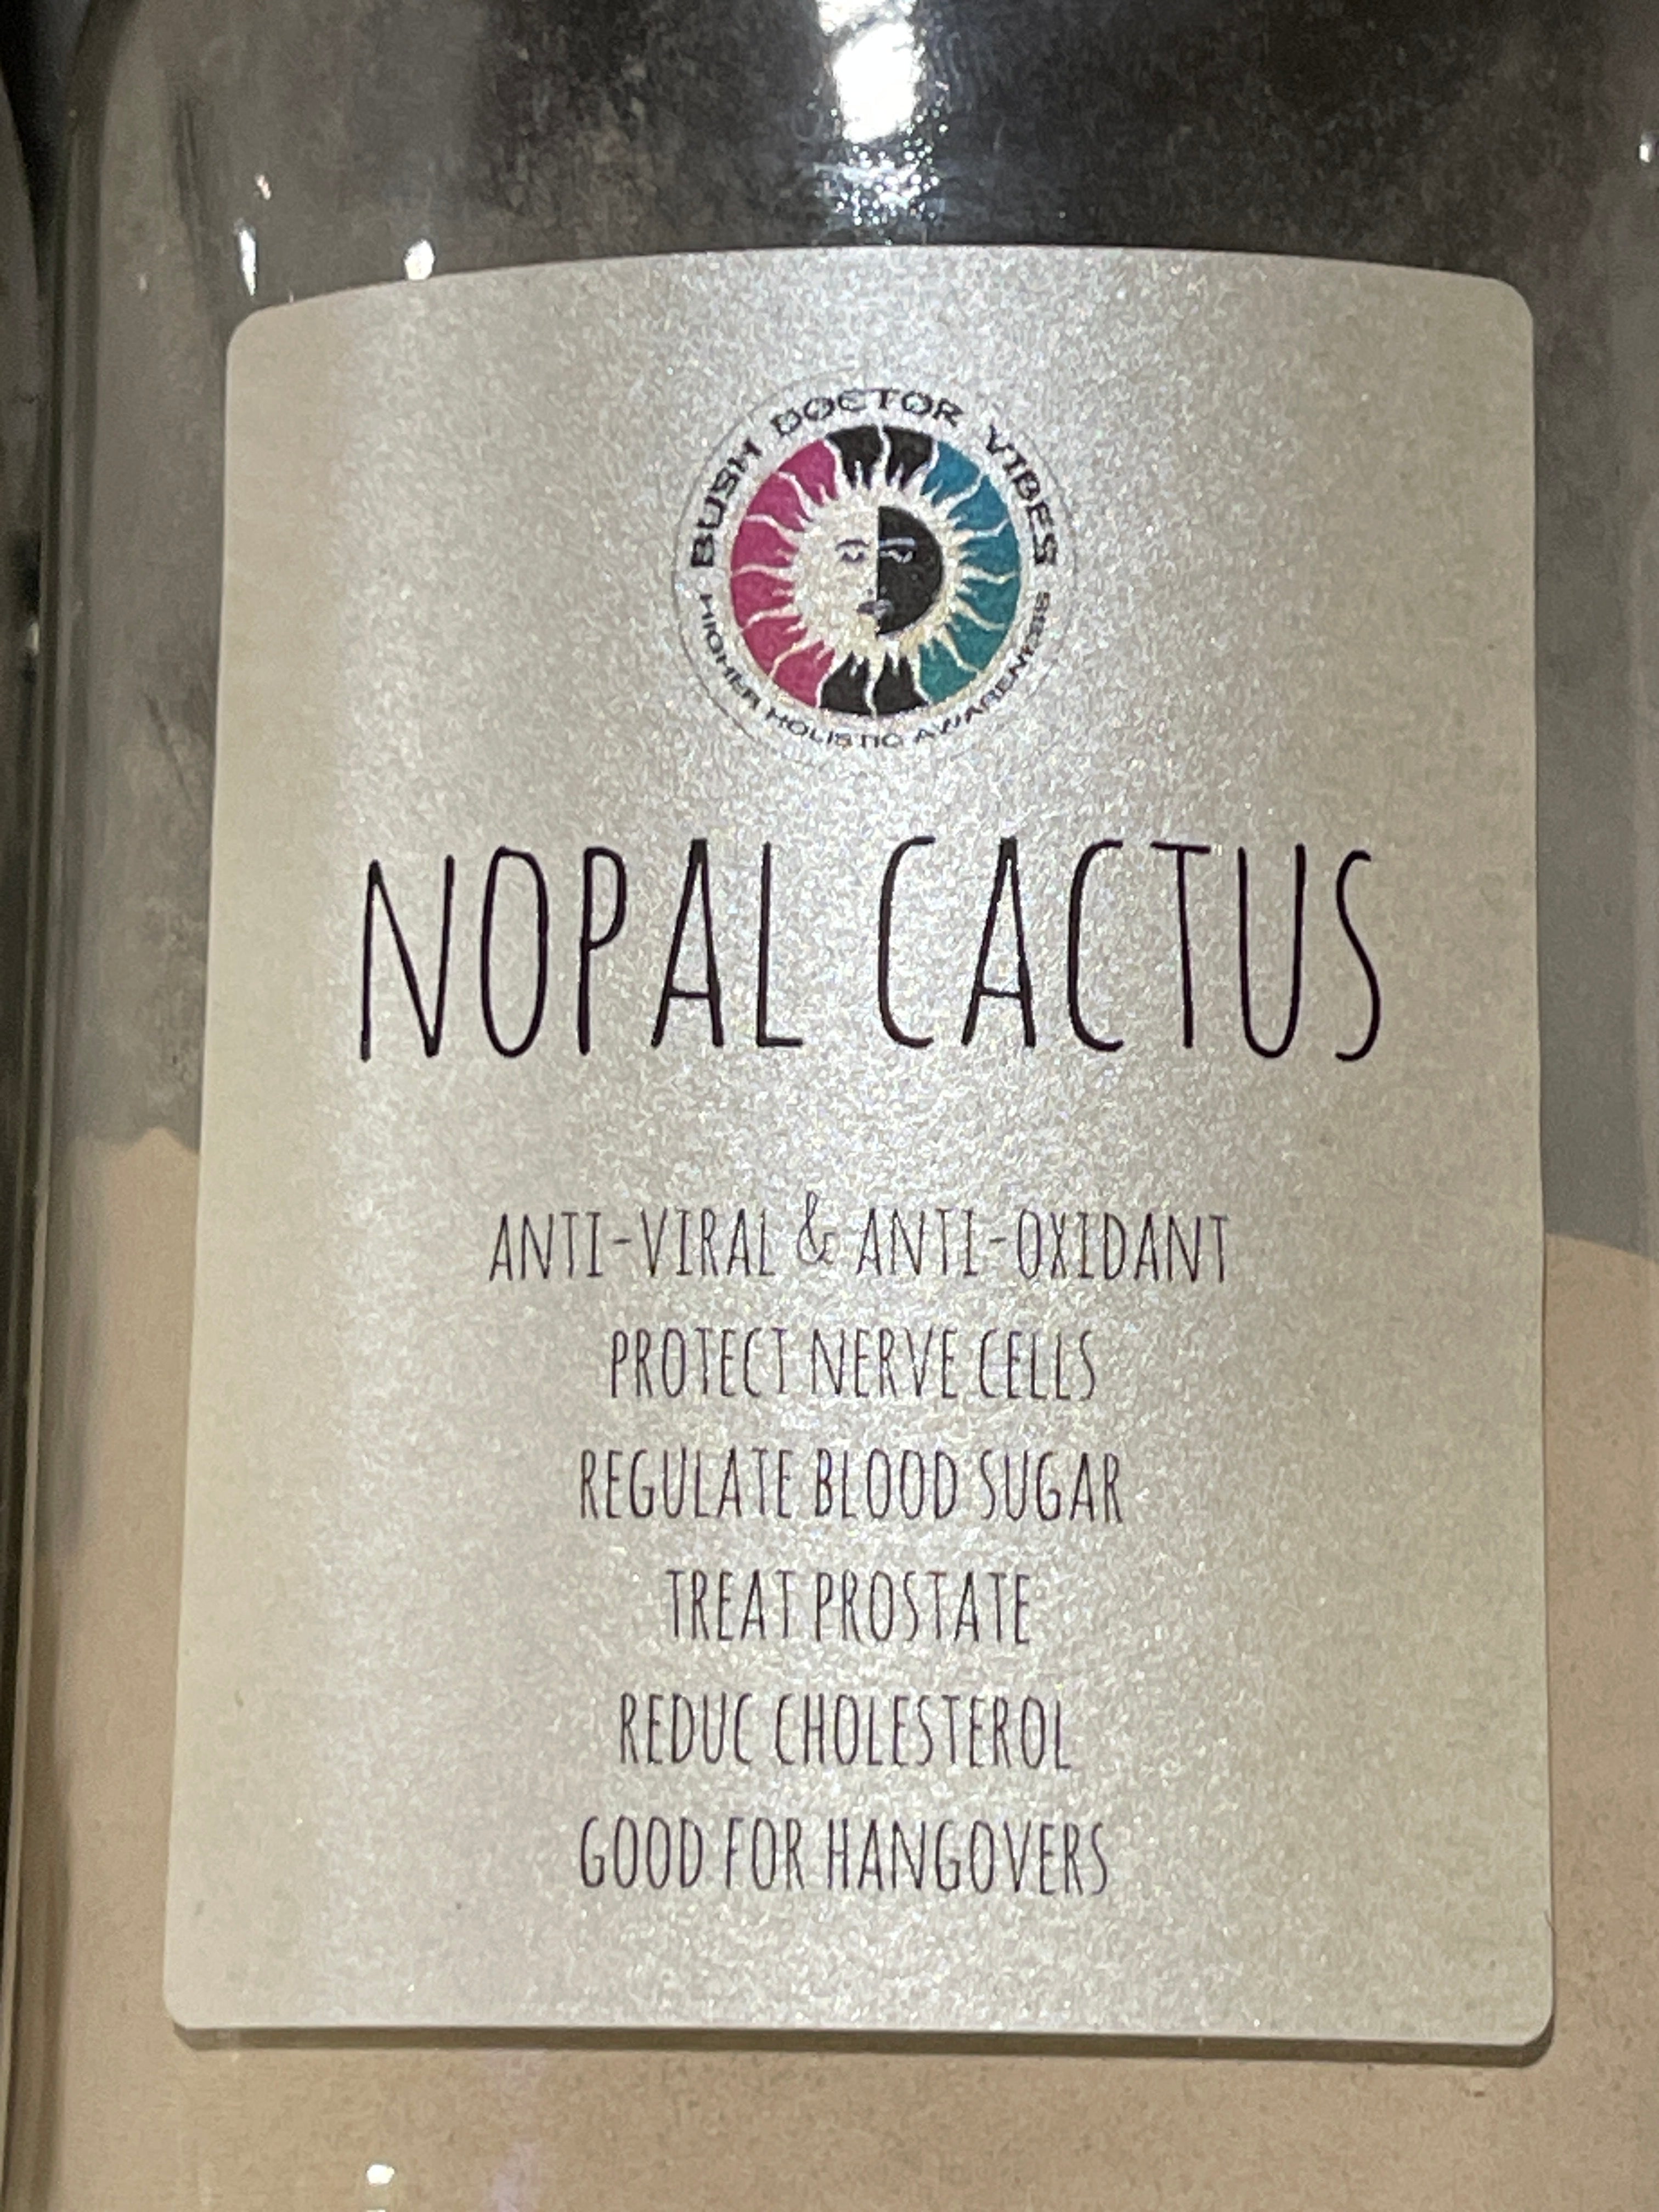 BUSH DOCTOR VIBES
HIGHER HOLISTIC AWARENESS
NOPAL CACTUS
ANTI-VIRAL & ANTI-OXIDANT
PROTECT NERVE CELLS
REGULATE BLOOD SUGAR
TREAT PROSTATE
REDUC CHOLESTEROL
GOOD FOR HANGOVERS